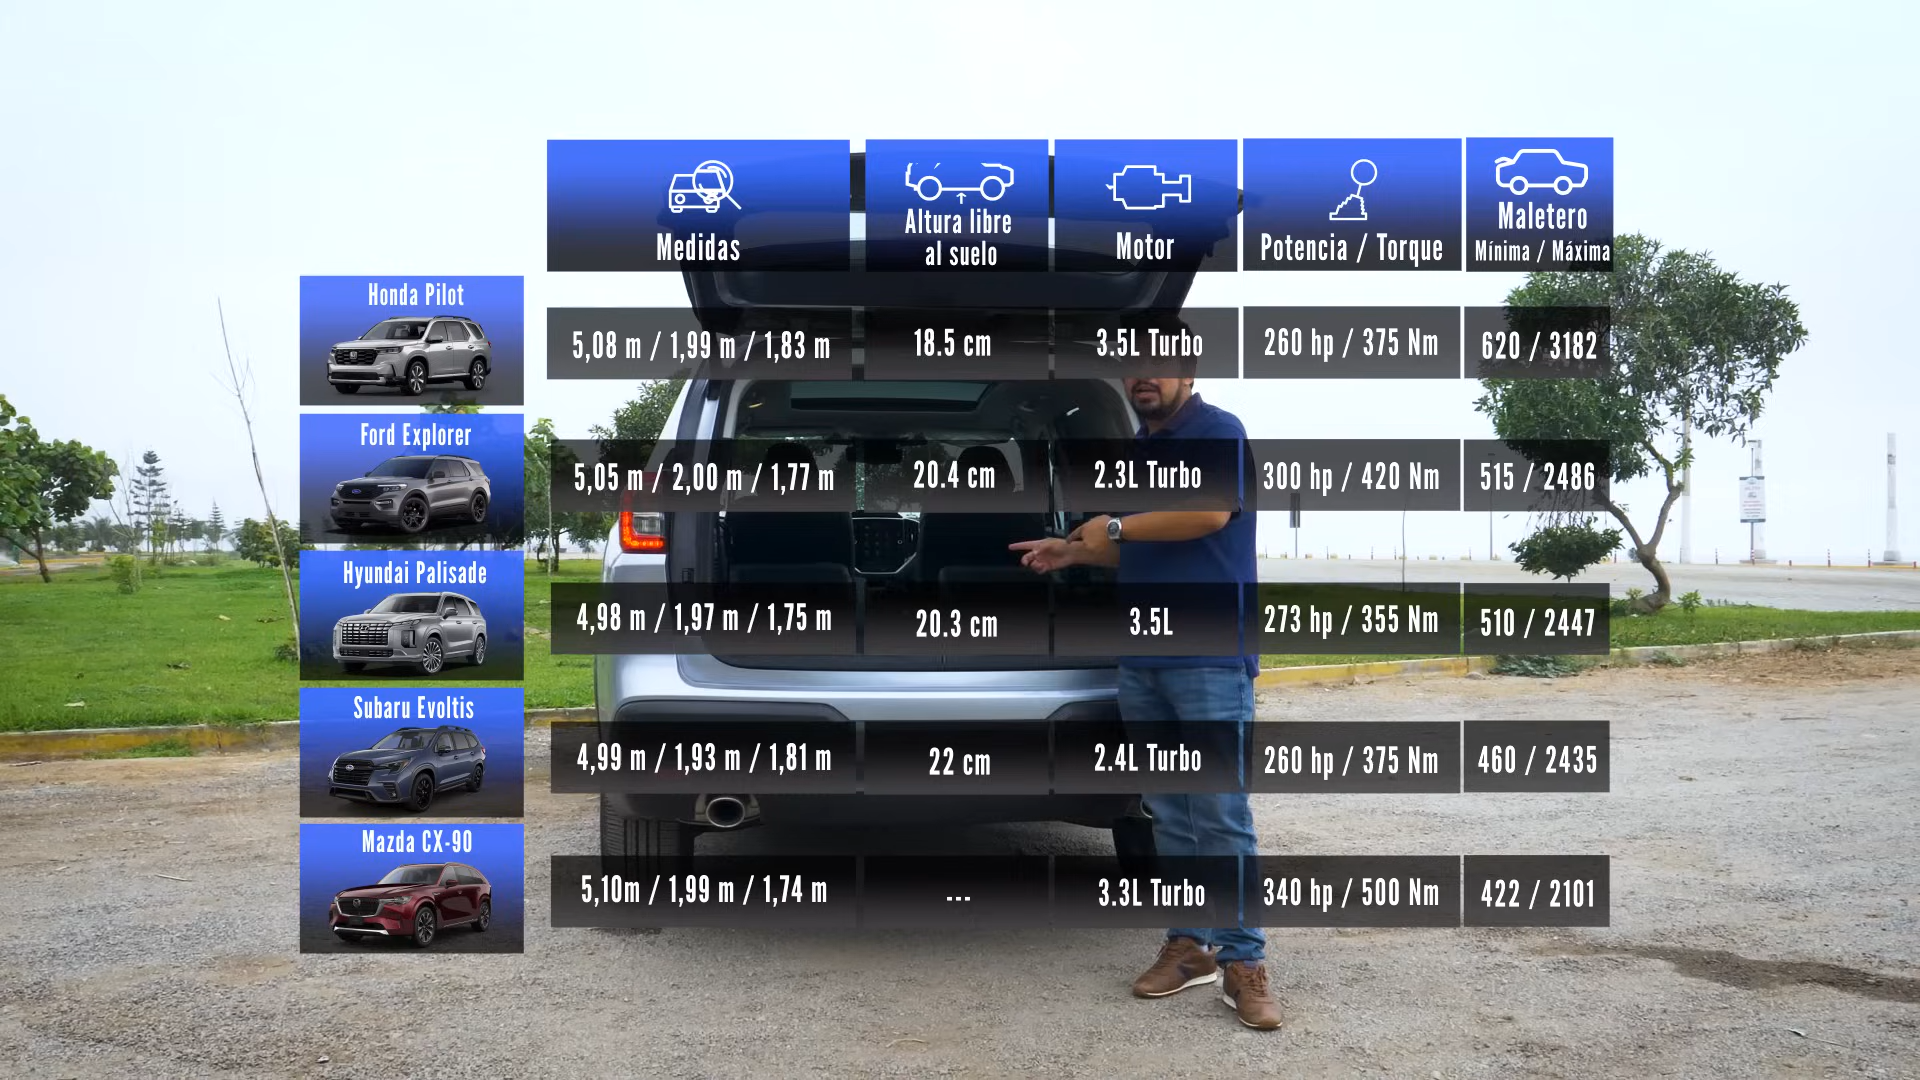 Medidas
Altura libre
al suelo
Motor
Potencia / Torque
Maletero
Mínima / Máxima
Honda Pilot
5,08 m / 1,99 m / 1,83 m
18.5 cm
3.5L Turbo
260 hp / 375 Nm
620 / 3182
Ford Explorer
5,05 m / 2,00 m / 1,77 m
20.4 cm
2.3L Turbo
300 hp / 420 Nm
515 / 2486
Hyundai Palisade
4,98 m / 1,97 m / 1,75 m
20.3 cm
3.5L
273 hp / 355 Nm
510 / 2447
Subaru Evoltis
4,99 m / 1,93 m / 1,81 m
22 cm
2.4L Turbo
260 hp / 375 Nm
460 / 2435
Mazda CX-90
5,10m / 1,99 m / 1,74 m
---
3.3L Turbo
340 hp / 500 Nm
422 / 2101